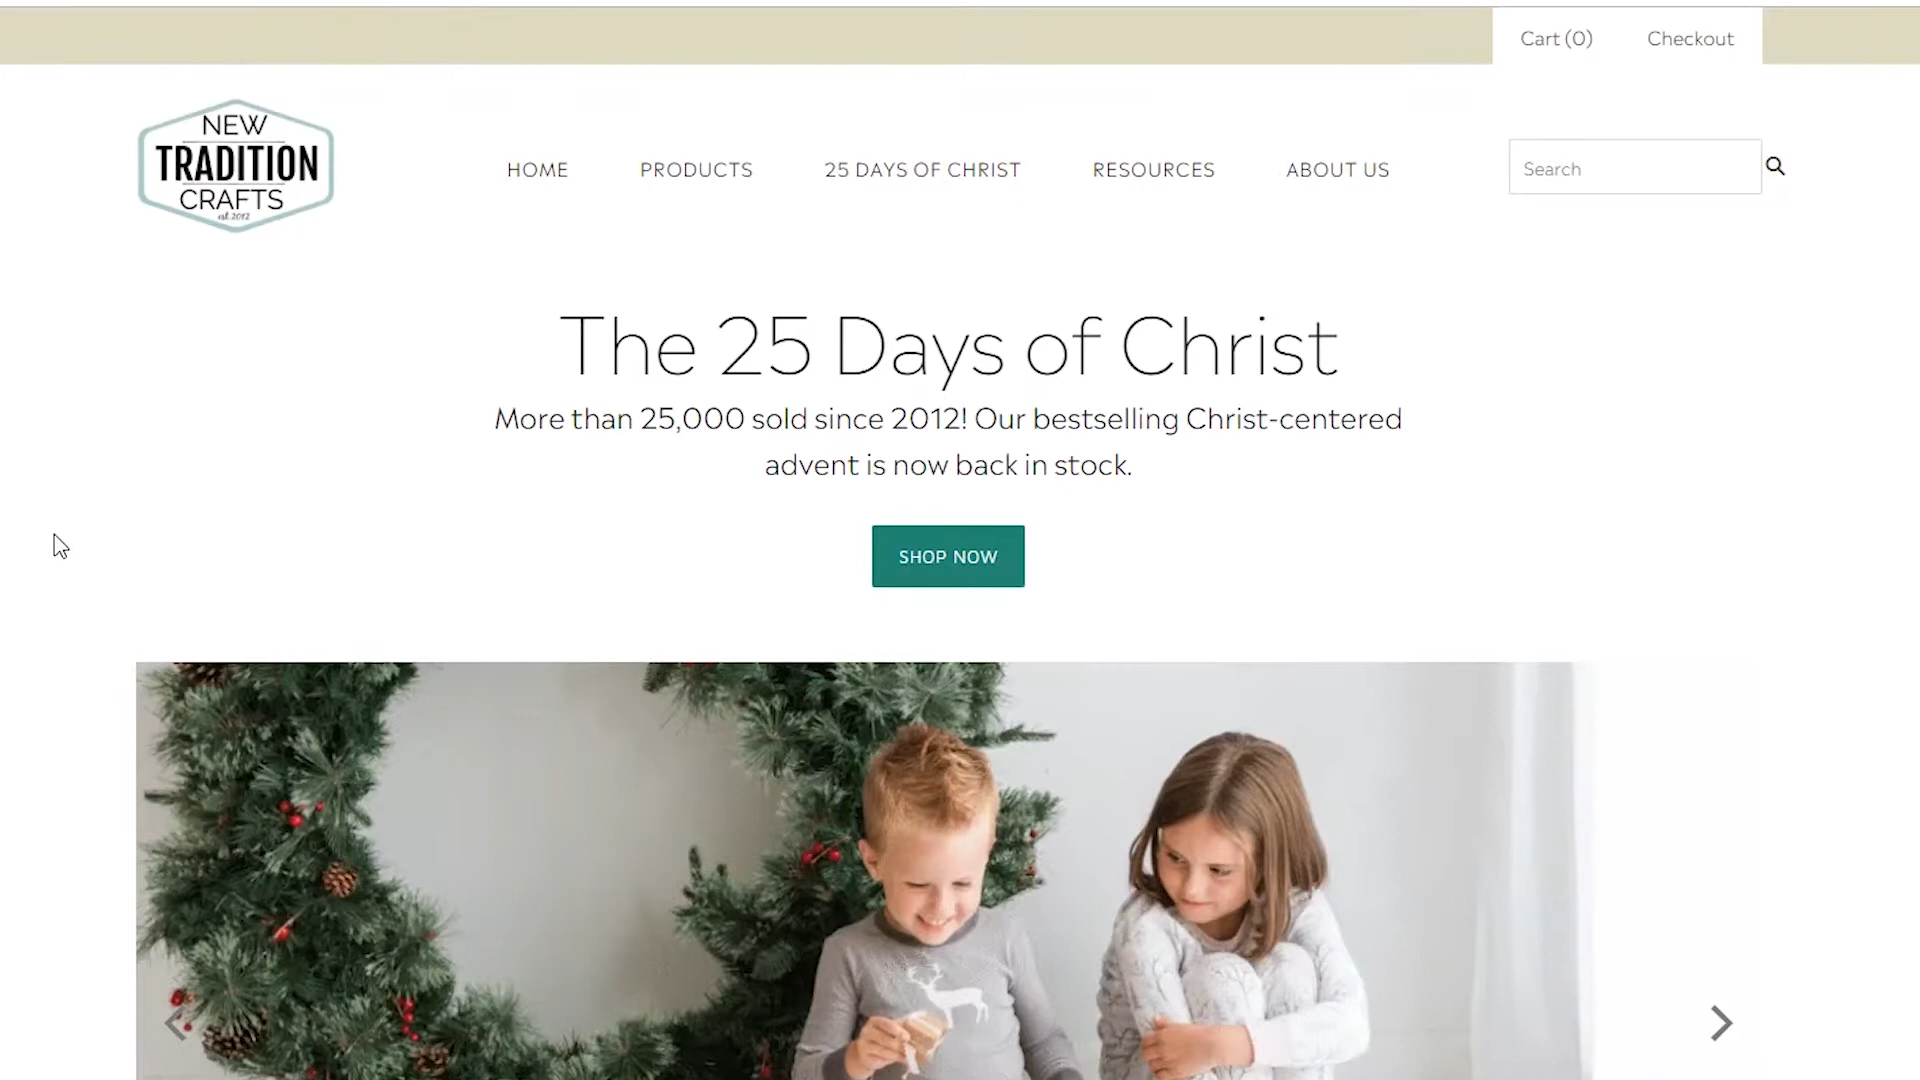 Cart (0) Checkout
NEW
TRADITION
CRAFTS
est. 2012
HOME PRODUCTS 25 DAYS OF CHRIST RESOURCES ABOUT US
Search
The 25 Days of Christ
More than 25,000 sold since 2012! Our bestselling Christ-centered
advent is now back in stock.
SHOP NOW